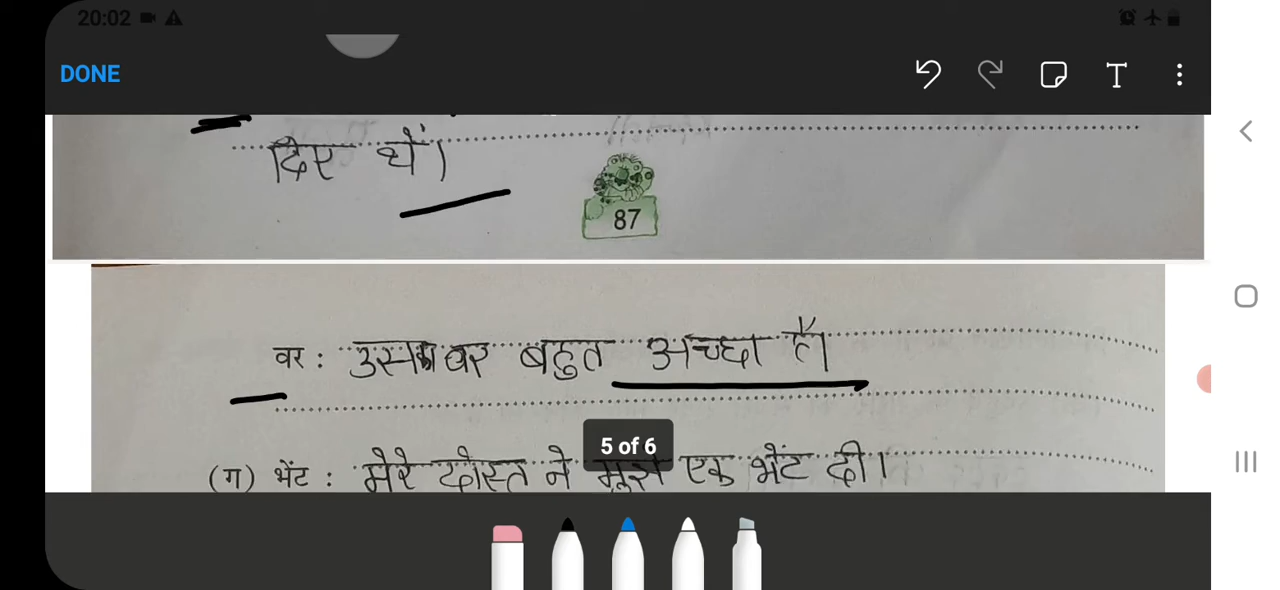 20:02
DONE
T
दिए थें।
87
वर : उसका वर बहुत अच्छा है।
5 of 6
(ग) भेंट : मेरे दोस्त ने मुझे एक भेंट दी।